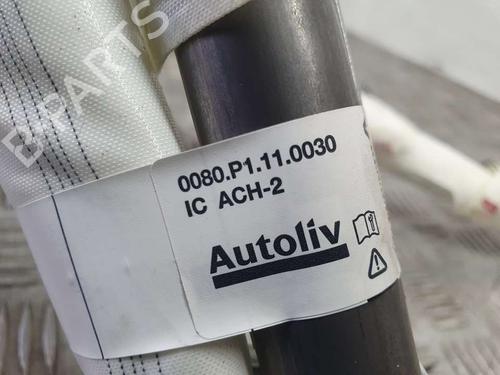 B PARTS
0080.P1.11.0030
IC ACH-2
Autoliv